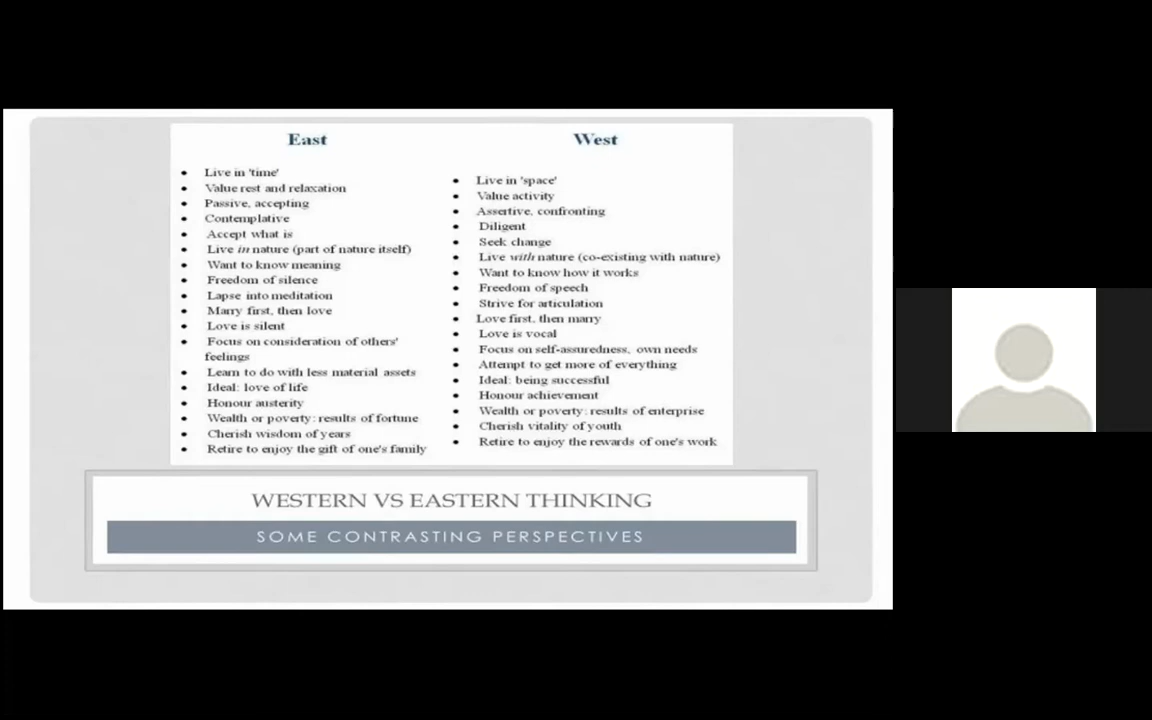 East
Live in 'time'
Value rest and relaxation
Passive, accepting
Contemplative
Accept what is
Live in nature (part of nature itself)
Want to know meaning
Freedom of silence
Lapse into meditation
Marry first, then love
Love is silent
Focus on consideration of others'
feelings
Learn to do with less material assets
Ideal: love of life
Honour austerity
Wealth or poverty: results of fortune
Cherish wisdom of years
Retire to enjoy the gift of one's family
West
Live in 'space'
Value activity
Assertive, confronting
Diligent
Seek change
Live with nature (co-existing with nature)
Want to know how it works
Freedom of speech
Strive for articulation
Love first, then marry
Love is vocal
Focus on self-assuredness, own needs
Attempt to get more of everything
Ideal: being successful
Honour achievement
Wealth or poverty: results of enterprise
Cherish vitality of youth
Retire to enjoy the rewards of one's work
WESTERN VS EASTERN THINKING
SOME CONTRASTING PERSPECTIVES